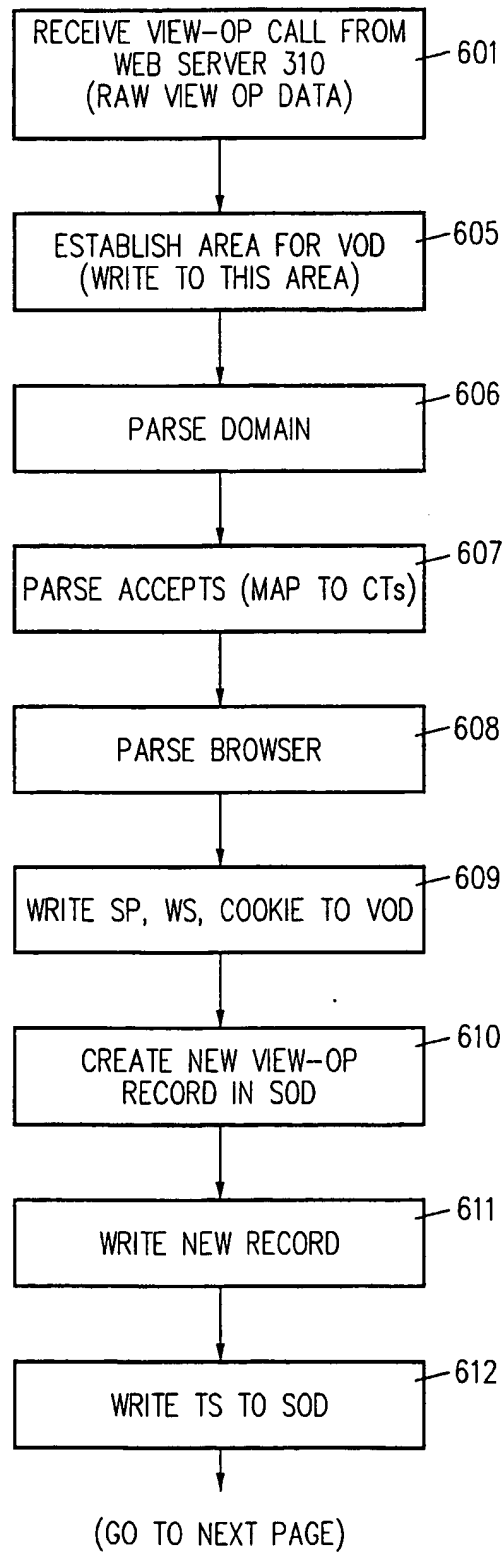 RECEIVE VIEW-OP CALL FROM
WEB SERVER 310
(RAW VIEW OP DATA)
601
ESTABLISH AREA FOR VOD
(WRITE TO THIS AREA)
605
PARSE DOMAIN
606
PARSE ACCEPTS (MAP TO CTs)
607
PARSE BROWSER
608
WRITE SP, WS, COOKIE TO VOD
609
CREATE NEW VIEW-OP
RECORD IN SOD
610
WRITE NEW RECORD
611
WRITE TS TO SOD
612
(GO TO NEXT PAGE)